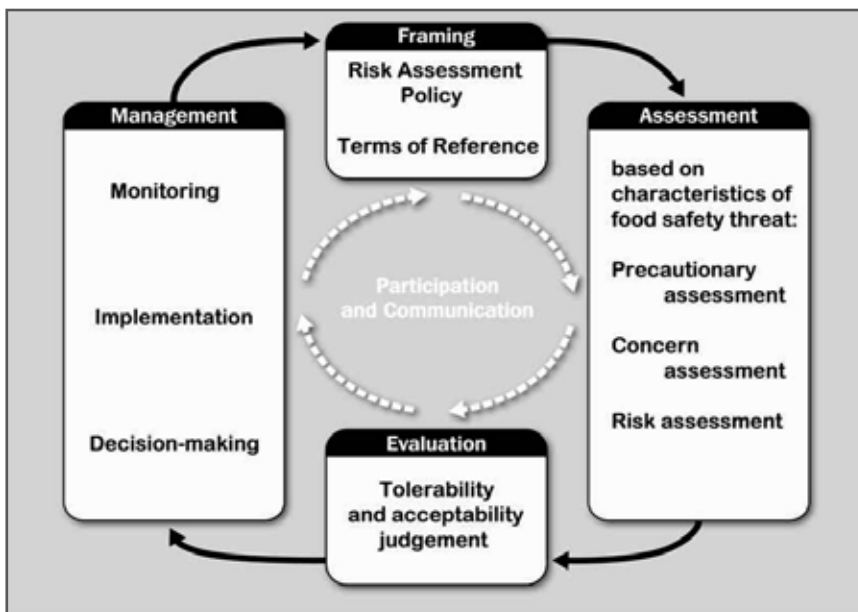 Framing
Risk Assessment
Policy
Terms of Reference
Management
Monitoring
Implementation
Decision-making
Assessment
based on
characteristics of
food safety threat:
Precautionary
assessment
Concern
assessment
Risk assessment
Participation
and Communication
Evaluation
Tolerability
and acceptability
judgement